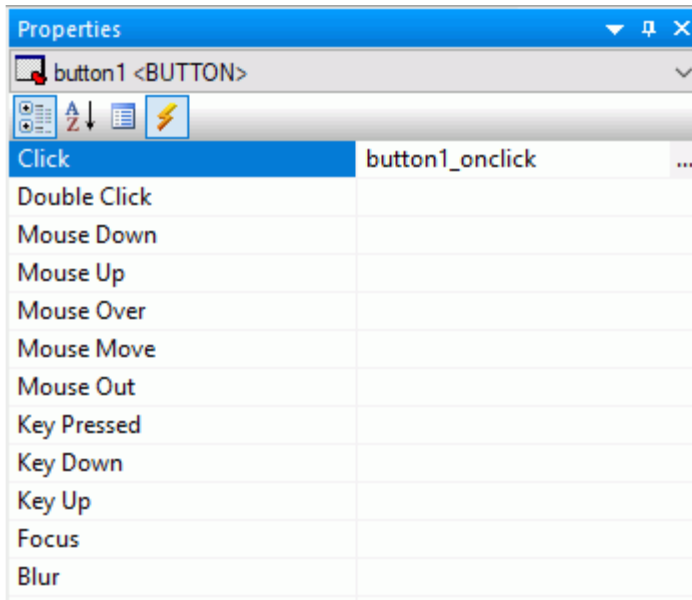 Properties
button1 <BUTTON>
A
Z
Click button1_onclick ...
Double Click
Mouse Down
Mouse Up
Mouse Over
Mouse Move
Mouse Out
Key Pressed
Key Down
Key Up
Focus
Blur